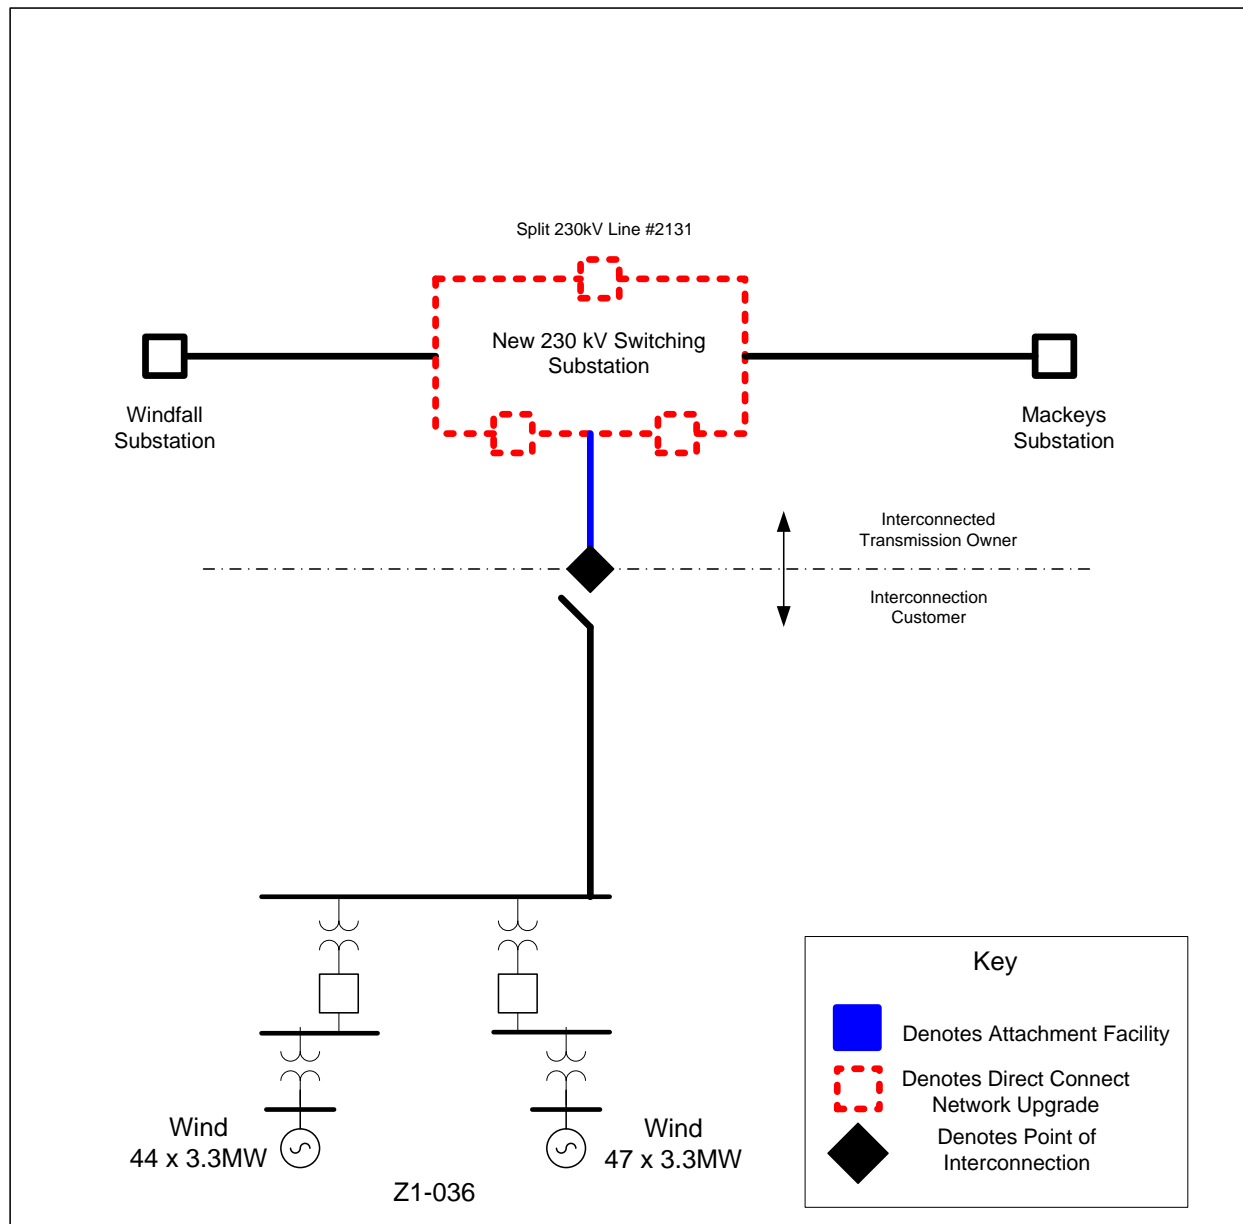 Split 230kV Line #2131
New 230 kV Switching
Substation
Windfall
Substation
Mackeys
Substation
Interconnected
Transmission Owner
Interconnection
Customer
Wind
44 x 3.3MW
Wind
47 x 3.3MW
Z1-036
Key
Denotes Attachment Facility
Denotes Direct Connect
Network Upgrade
Denotes Point of
Interconnection